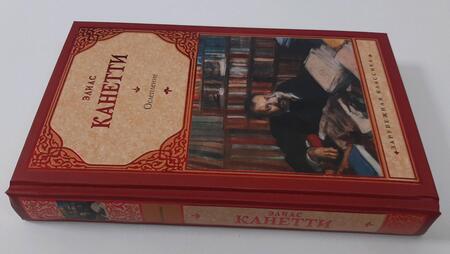 ЭЛИАС
КАНЕТТИ
Ослепление
ЗАРУБЕЖНАЯ КЛАССИКА
ЭЛИАС
КАНЕТТИ